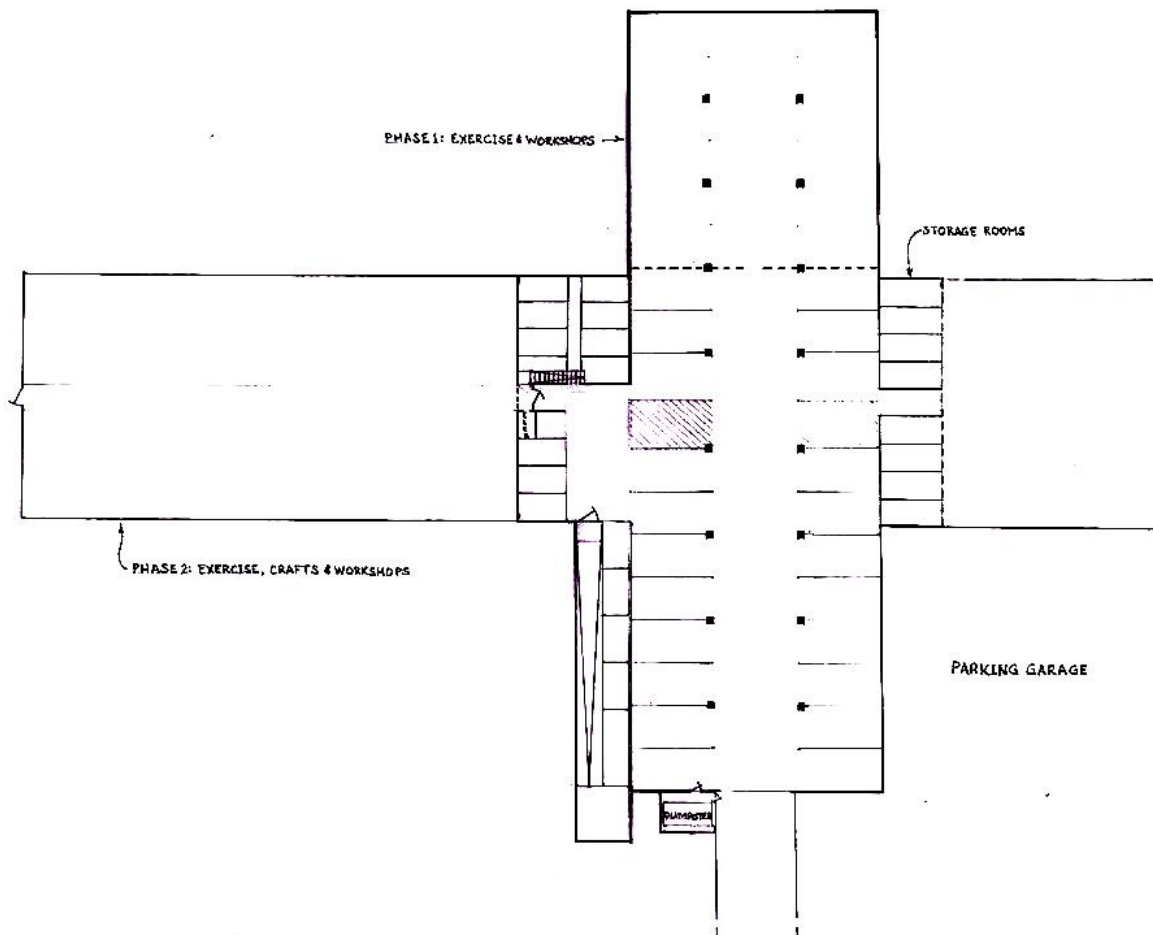 PHASE 1: EXERCISE & WORKSHOPS
STORAGE ROOMS
PHASE 2: EXERCISE, CRAFTS & WORKSHOPS
PARKING GARAGE
DUMPSTER